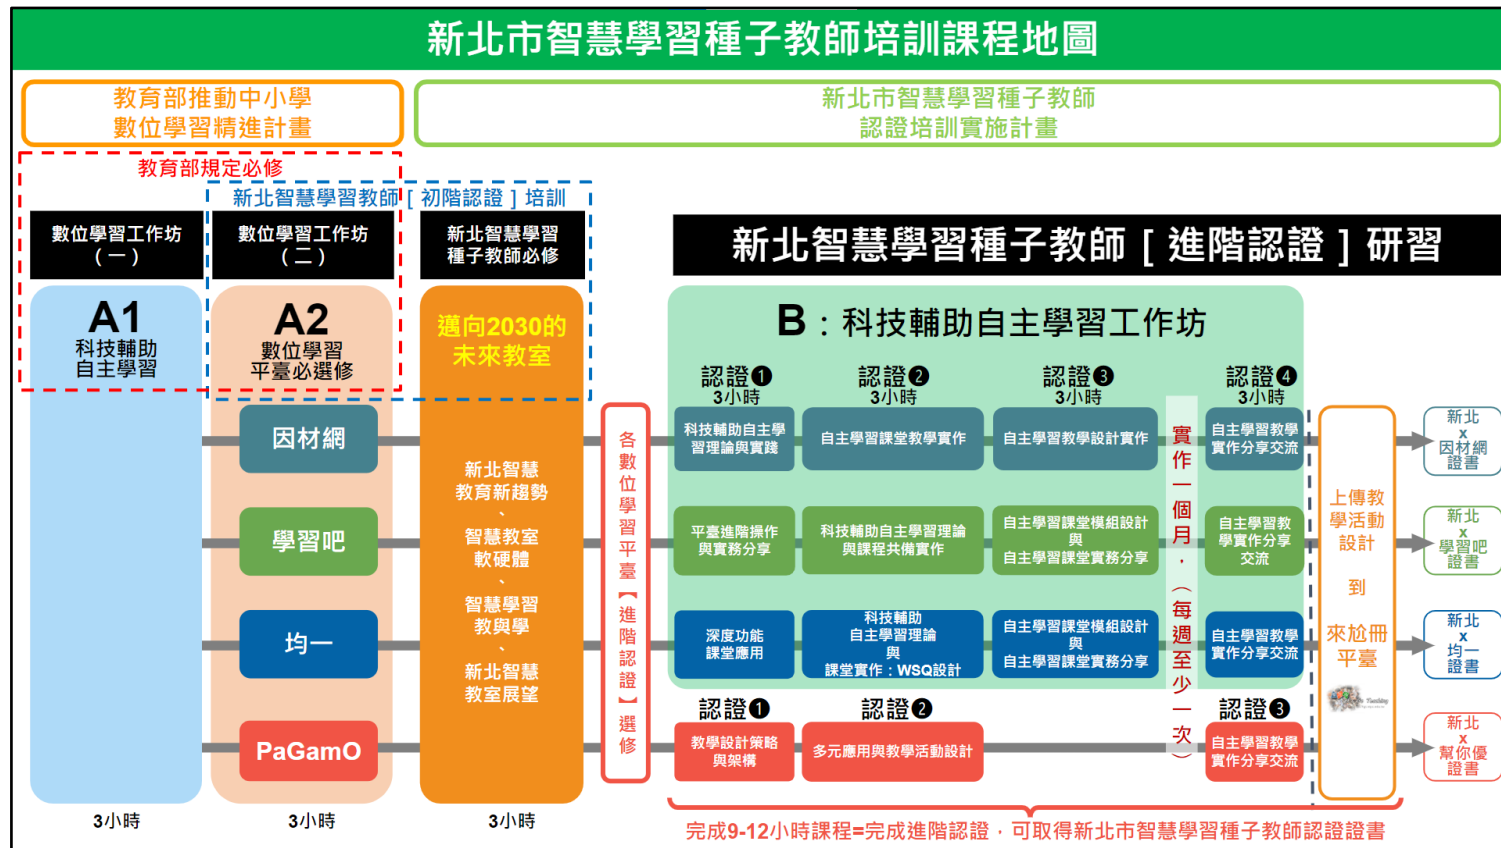 新北市智慧學習種子教師培訓課程地圖
教育部推動中小學
數位學習精進計畫
新北市智慧學習種子教師
認證培訓實施計畫
教育部規定必修
新北智慧學習教師[初階認證]培訓
數位學習工作坊
(一)
數位學習工作坊
(二)
新北智慧學習
種子教師必修
新北智慧學習種子教師[進階認證]研習
A1
科技輔助
自主學習
3小時
A2
數位學習
平臺必選修
因材網
學習吧
均一
PaGamO
3小時
邁向2030的
未來教室
新北智慧
教育新趨勢
、
智慧教室
軟硬體
、
智慧學習
教與學
、
新北智慧
教室展望
3小時
各數位學習平臺【進階認證】選修
B：科技輔助自主學習工作坊
認證❶
3小時
認證❷
3小時
認證❸
3小時
認證❹
3小時
科技輔助自主學
習理論與實踐
自主學習課堂教學實作
自主學習教學設計實作
自主學習教學
實作分享交流
平臺進階操作
與實務分享
科技輔助自主學習理論
與課程共備實作
自主學習課堂模組設計
與
自主學習課堂實務分享
自主學習教
學實作分享
交流
深度功能
課堂應用
科技輔助
自主學習理論
與
課堂實作：WSQ設計
自主學習課堂模組設計
與
自主學習課堂實務分享
自主學習教學
實作分享交流
認證❶
認證❷
認證❸
教學設計策略
與架構
多元應用與教學活動設計
自主學習教學
實作分享交流
實作一個月，（每週至少一次）
上傳教
學活動
設計
到
來尬冊
平臺
新北
x
因材網
證書
新北
x
學習吧
證書
新北
x
均一
證書
新北
x
幫你優
證書
完成9-12小時課程=完成進階認證，可取得新北市智慧學習種子教師認證證書